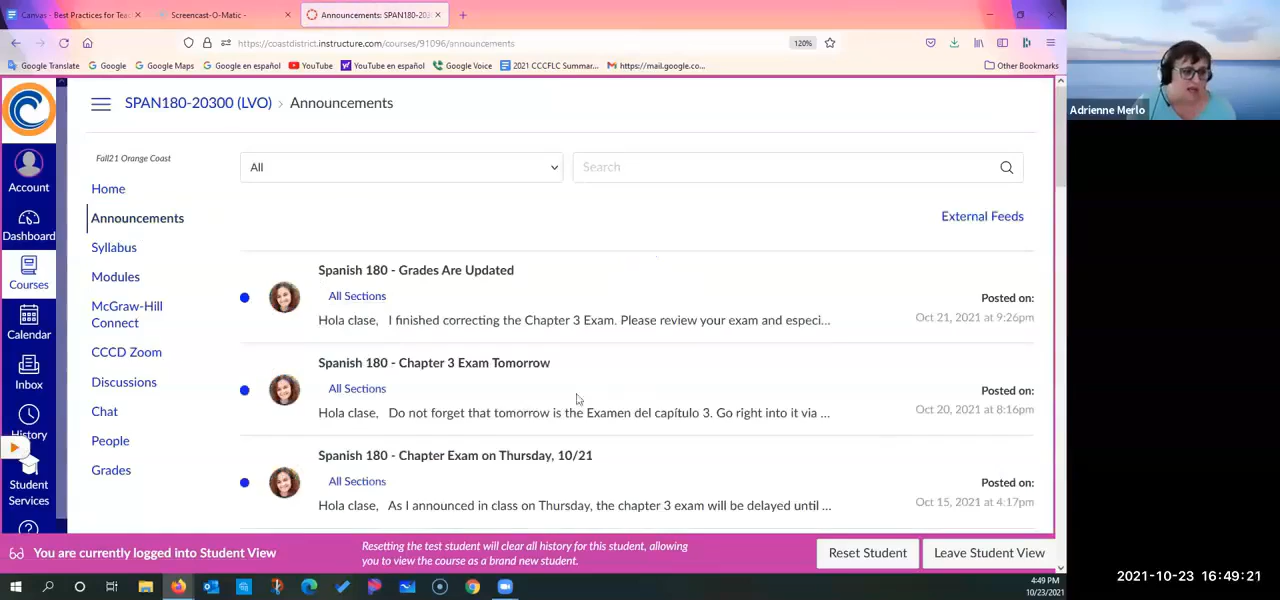 Canvas - Best Practices for Tea
Screencast-O-Matic -
Announcements: SPAN180-203
https://coastdistrict.instructure.com/courses/91096/announcements
120%
Google Translate
Google
Google Maps
Google en español
YouTube
YouTube en español
Google Voice
2021 CCCFLC Summar...
https://mail.google.co...
Other Bookmarks
Adrienne Merlo
SPAN180-20300 (LVO) › Announcements
Account
Dashboard
Courses
Calendar
Inbox
History
Student
Services
Fall21 Orange Coast
Home
Announcements
Syllabus
Modules
McGraw-Hill
Connect
CCCD Zoom
Discussions
Chat
People
Grades
All
Search
External Feeds
Spanish 180 - Grades Are Updated
All Sections
Posted on:
Hola clase, I finished correcting the Chapter 3 Exam. Please review your exam and especi...
Oct 21, 2021 at 9:26pm
Spanish 180 - Chapter 3 Exam Tomorrow
All Sections
Posted on:
Hola clase, Do not forget that tomorrow is the Examen del capítulo 3. Go right into it via ...
Oct 20, 2021 at 8:16pm
Spanish 180 - Chapter Exam on Thursday, 10/21
All Sections
Posted on:
Hola clase, As I announced in class on Thursday, the chapter 3 exam will be delayed until ...
Oct 15, 2021 at 4:17pm
You are currently logged into Student View
Resetting the test student will clear all history for this student, allowing
you to view the course as a brand new student.
Reset Student
Leave Student View
4:49 PM
10/23/2021
2021-10-23 16:49:21